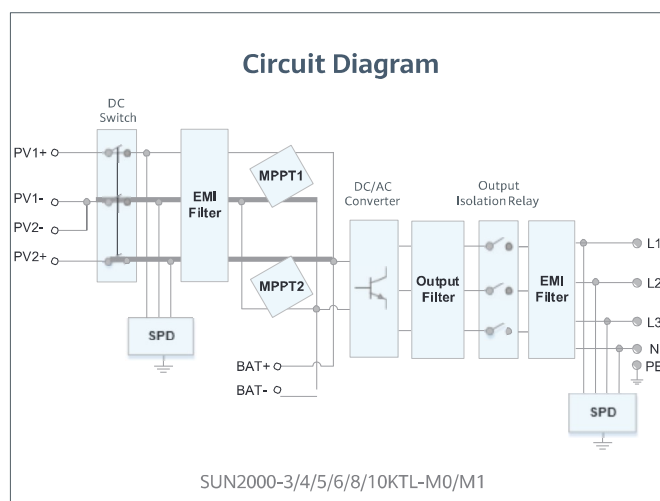 Circuit Diagram
DC
Switch
PV1+
PV1-
PV2-
PV2+
EMI
Filter
MPPT1
MPPT2
SPD
BAT+
BAT-
DC/AC
Converter
Output
Filter
Output
Isolation Relay
EMI
Filter
L1
L2
L3
N
PE
SPD
SUN2000-3/4/5/6/8/10KTL-M0/M1